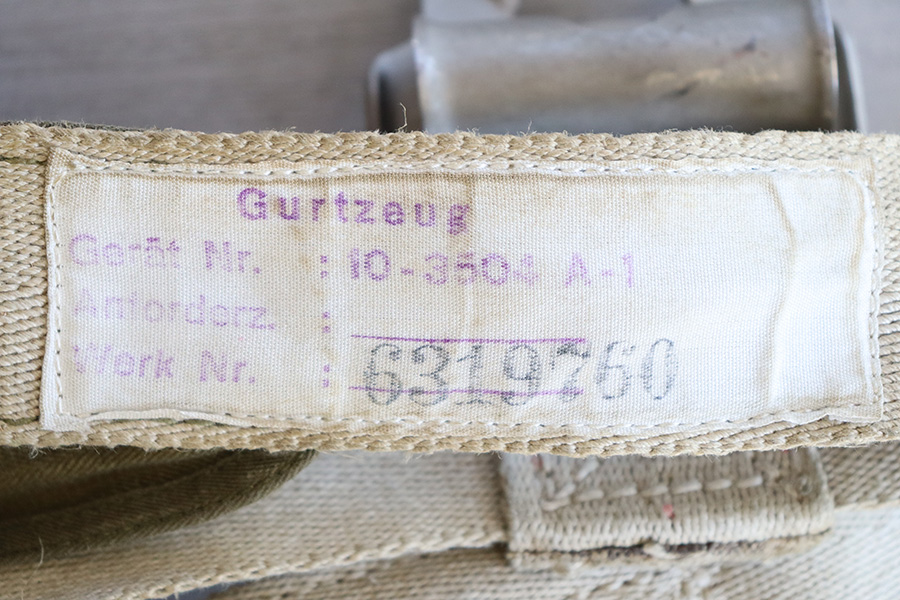 Gurtzeug
Gerät Nr. : 10-3504 A-1
Anforderz. :
Werk Nr. : 6319760